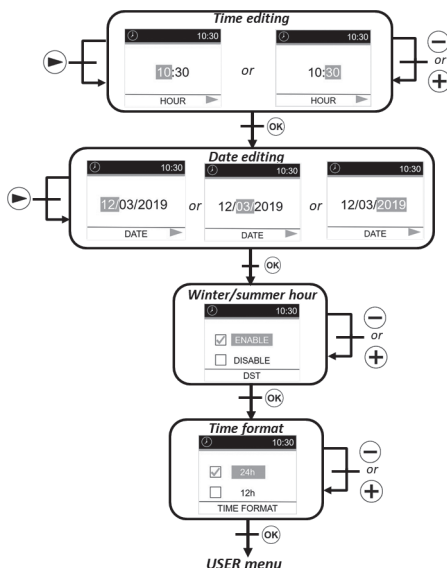 Time editing
10:30
10:30
10:30
or
10:30
HOUR
HOUR
or
OK
Date editing
10:30
10:30
10:30
12/03/2019
or
12/03/2019
or
12/03/2019
DATE
DATE
DATE
OK
Winter/summer hour
10:30
ENABLE
DISABLE
DST
or
OK
Time format
10:30
24h
12h
TIME FORMAT
or
OK
USER menu